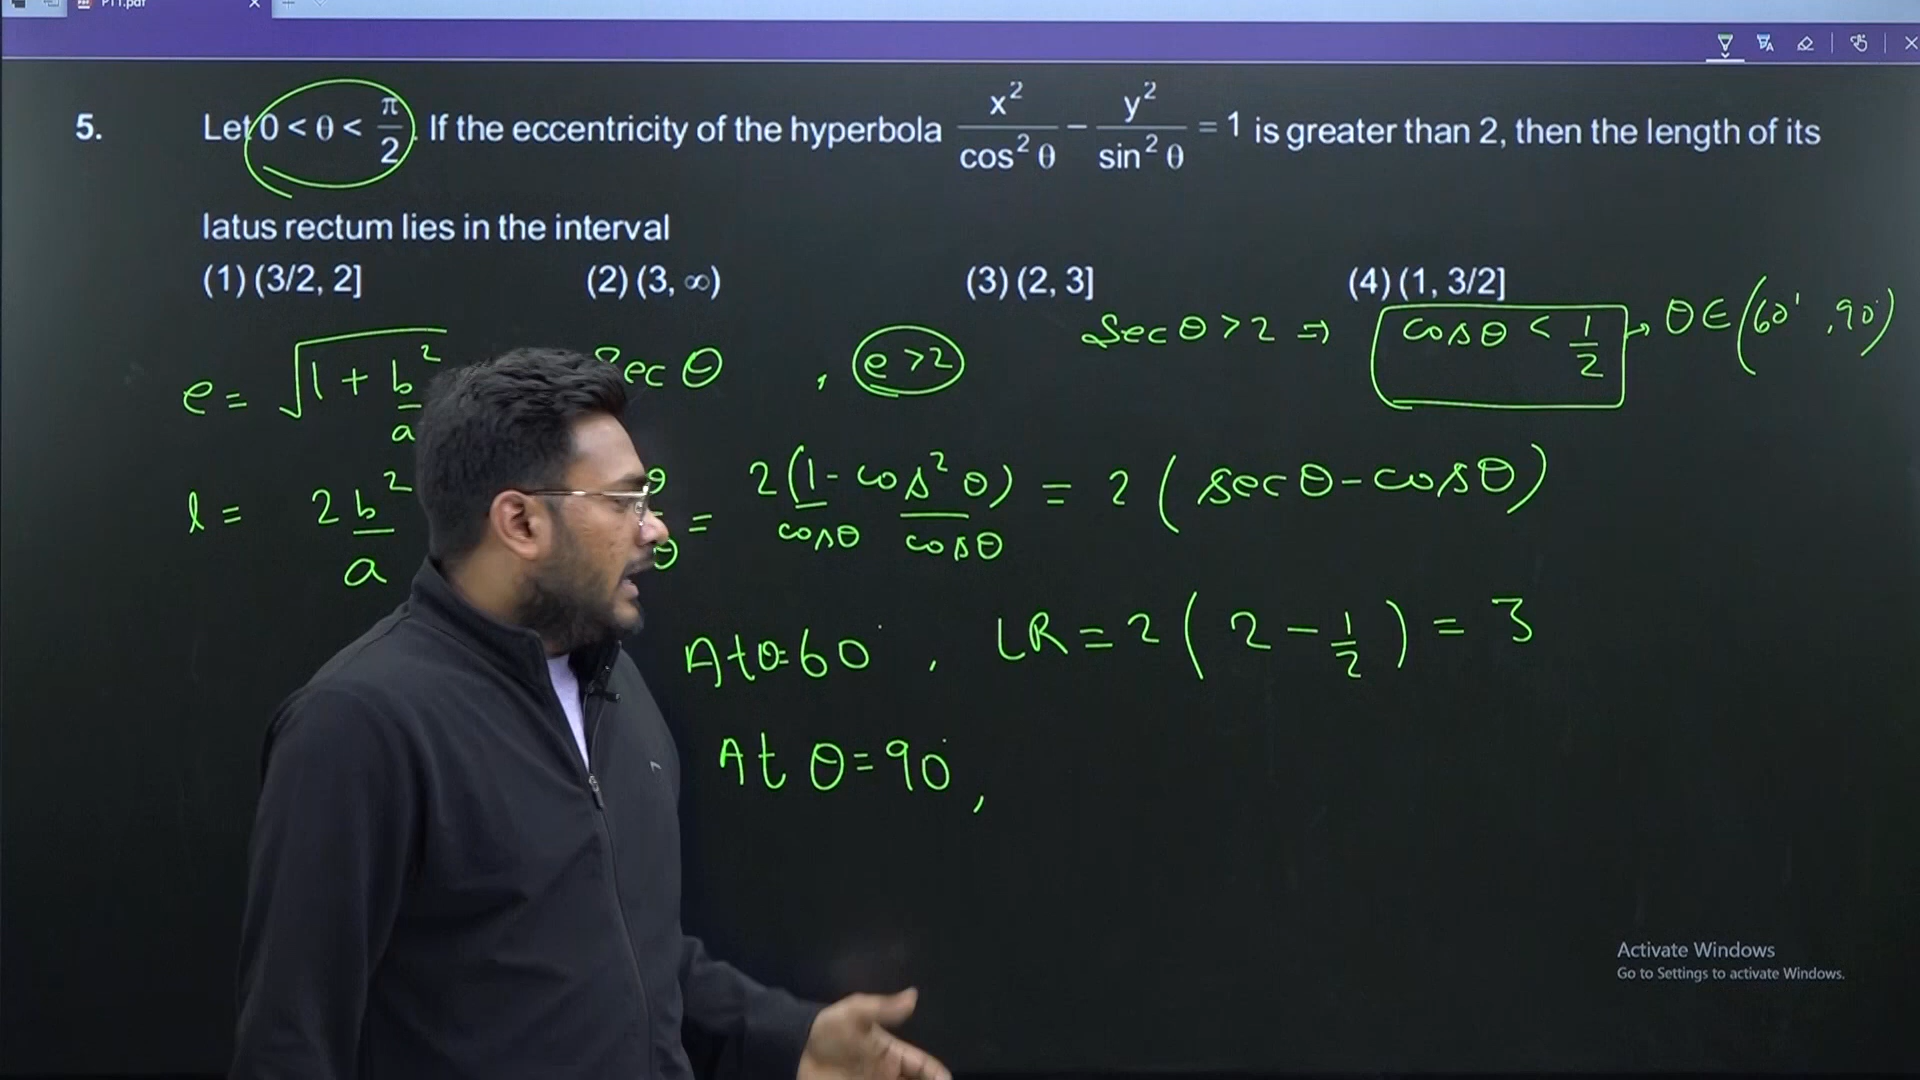 PT1.pdf
5. Let 0 < θ < π/2. If the eccentricity of the hyperbola x²/cos²θ − y²/sin²θ = 1 is greater than 2, then the length of its
latus rectum lies in the interval
(1) (3/2, 2] (2) (3, ∞) (3) (2, 3] (4) (1, 3/2]
e = √1 + b²/a sec θ , e > 2 sec θ > 2 ⇒ cos θ < 1/2 → θ ∈ (60°, 90°)
l = 2b²/a = 2(1 - cos²θ)/cosθ cosθ = 2 (sec θ - cos θ)
At θ = 60°, LR = 2 (2 - 1/2) = 3
At θ = 90°,
Activate Windows
Go to Settings to activate Windows.